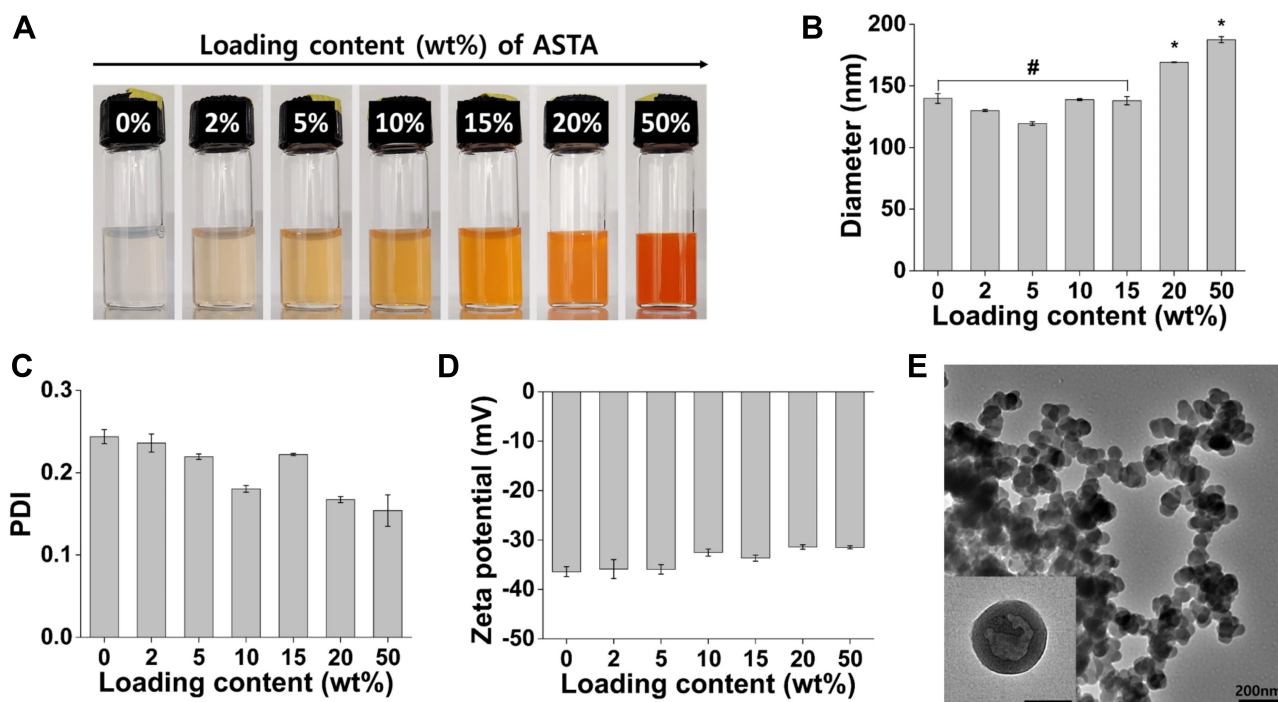 A
Loading content (wt%) of ASTA
0%
2%
5%
10%
15%
20%
50%
B
Diameter (nm)
200
150
100
50
0
#
*
*
0 2 5 10 15 20 50
Loading content (wt%)
C
PDI
0.3
0.2
0.1
0.0
0 2 5 10 15 20 50
Loading content (wt%)
D
Zeta potential (mV)
0
-10
-20
-30
-40
-50
0 2 5 10 15 20 50
Loading content (wt%)
E
200nm